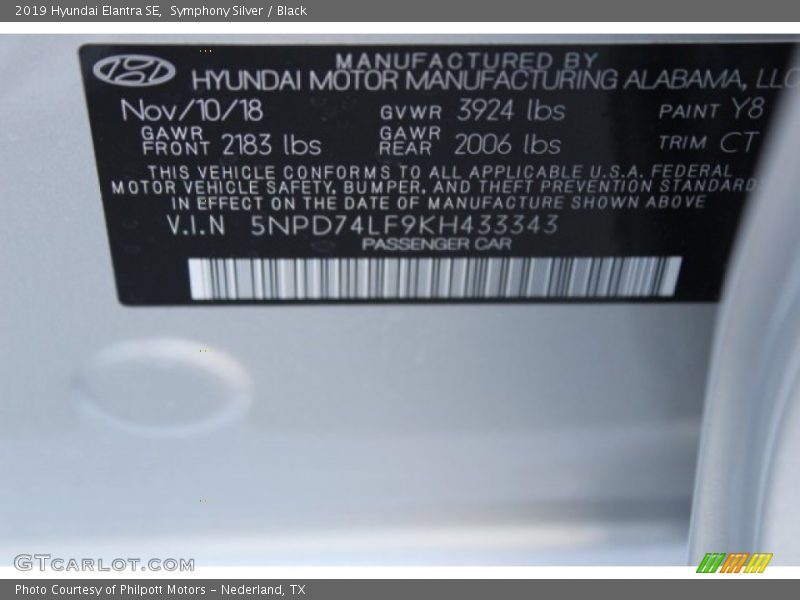 2019 Hyundai Elantra SE,  Symphony Silver / Black
MANUFACTURED BY
HYUNDAI MOTOR MANUFACTURING ALABAMA, LLC
Nov/10/18 GVWR 3924 lbs PAINT Y8
GAWR FRONT 2183 lbs GAWR REAR 2006 lbs TRIM CT
THIS VEHICLE CONFORMS TO ALL APPLICABLE U.S.A. FEDERAL
MOTOR VEHICLE SAFETY, BUMPER, AND THEFT PREVENTION STANDARDS
IN EFFECT ON THE DATE OF MANUFACTURE SHOWN ABOVE
V.I.N 5NPD74LF9KH433343
PASSENGER CAR
GTCARLOT.COM
Photo Courtesy of Philpott Motors - Nederland, TX